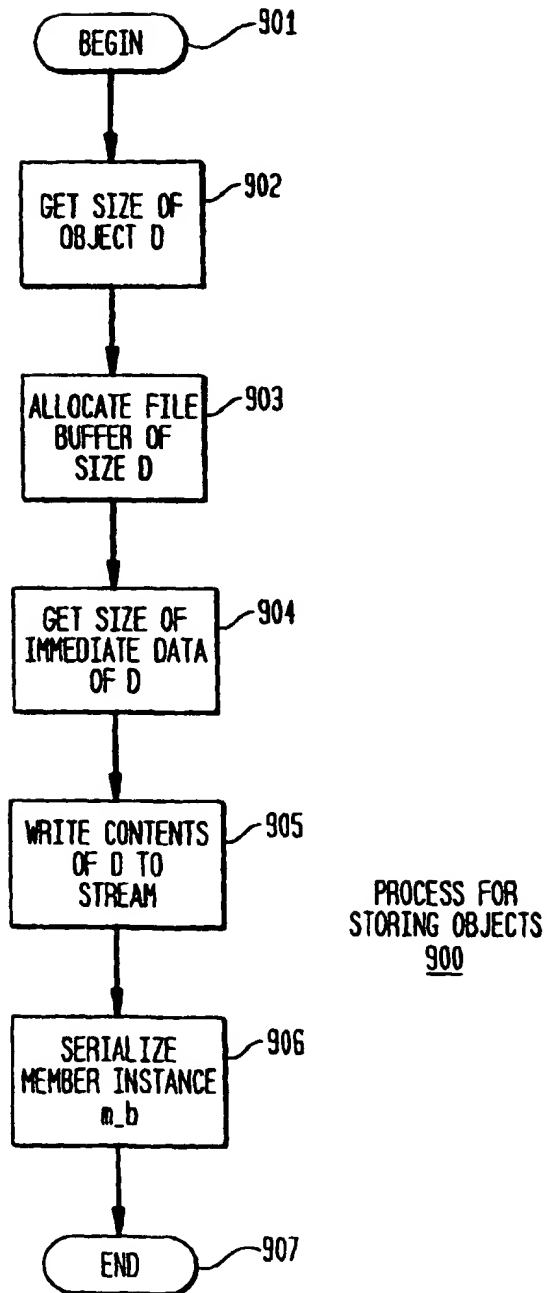 BEGIN
901
GET SIZE OF
OBJECT D
902
ALLOCATE FILE
BUFFER OF
SIZE D
903
GET SIZE OF
IMMEDIATE DATA
OF D
904
WRITE CONTENTS
OF D TO
STREAM
905
PROCESS FOR
STORING OBJECTS
900
SERIALIZE
MEMBER INSTANCE
m_b
906
END
907